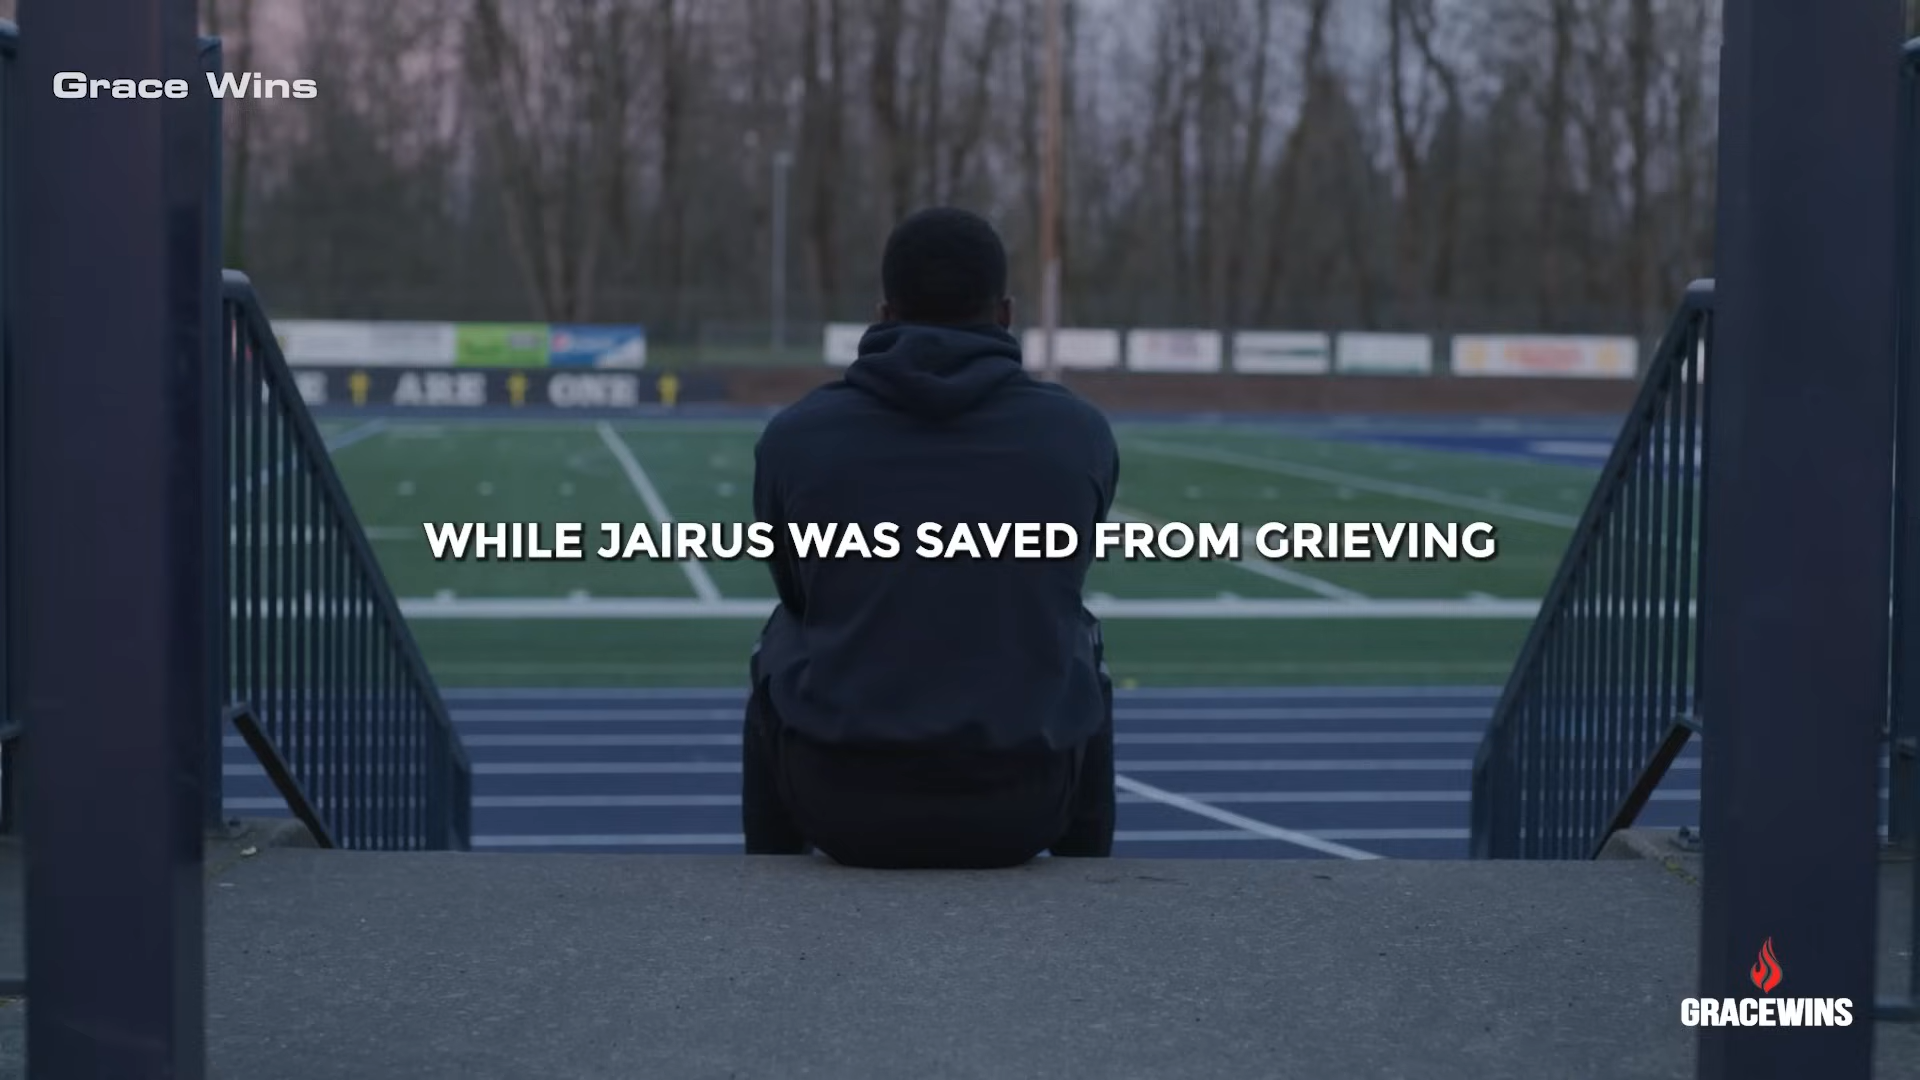 Grace Wins
ARE ONE
WHILE JAIRUS WAS SAVED FROM GRIEVING
GRACEWINS